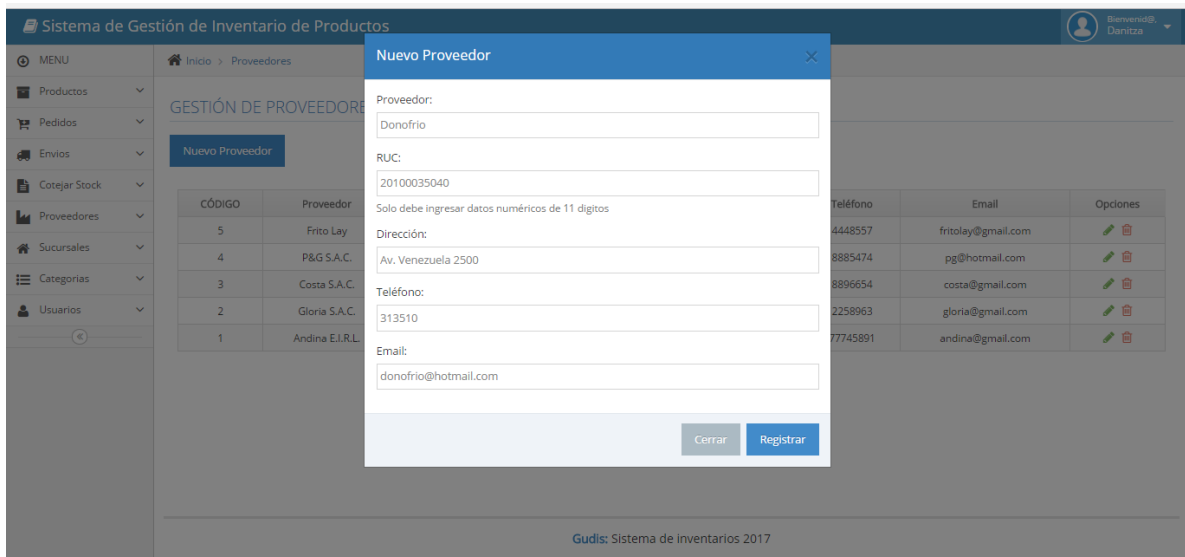 Sistema de Gestión de Inventario de Productos
Bienvenid@,
Danitza
MENU
Productos
Pedidos
Envios
Cotejar Stock
Proveedores
Sucursales
Categorias
Usuarios
Inicio > Proveedores
GESTIÓN DE PROVEEDORE
Nuevo Proveedor
CÓDIGO Proveedor Teléfono Email Opciones
5 Frito Lay 4448557 fritolay@gmail.com
4 P&G S.A.C. 8885474 pg@hotmail.com
3 Costa S.A.C. 8896654 costa@gmail.com
2 Gloria S.A.C. 2258963 gloria@gmail.com
1 Andina E.I.R.L. 77745891 andina@gmail.com
Nuevo Proveedor ×
Proveedor:
Donofrio
RUC:
20100035040
Solo debe ingresar datos numéricos de 11 digitos
Dirección:
Av. Venezuela 2500
Teléfono:
313510
Email:
donofrio@hotmail.com
Cerrar Registrar
Gudis: Sistema de inventarios 2017